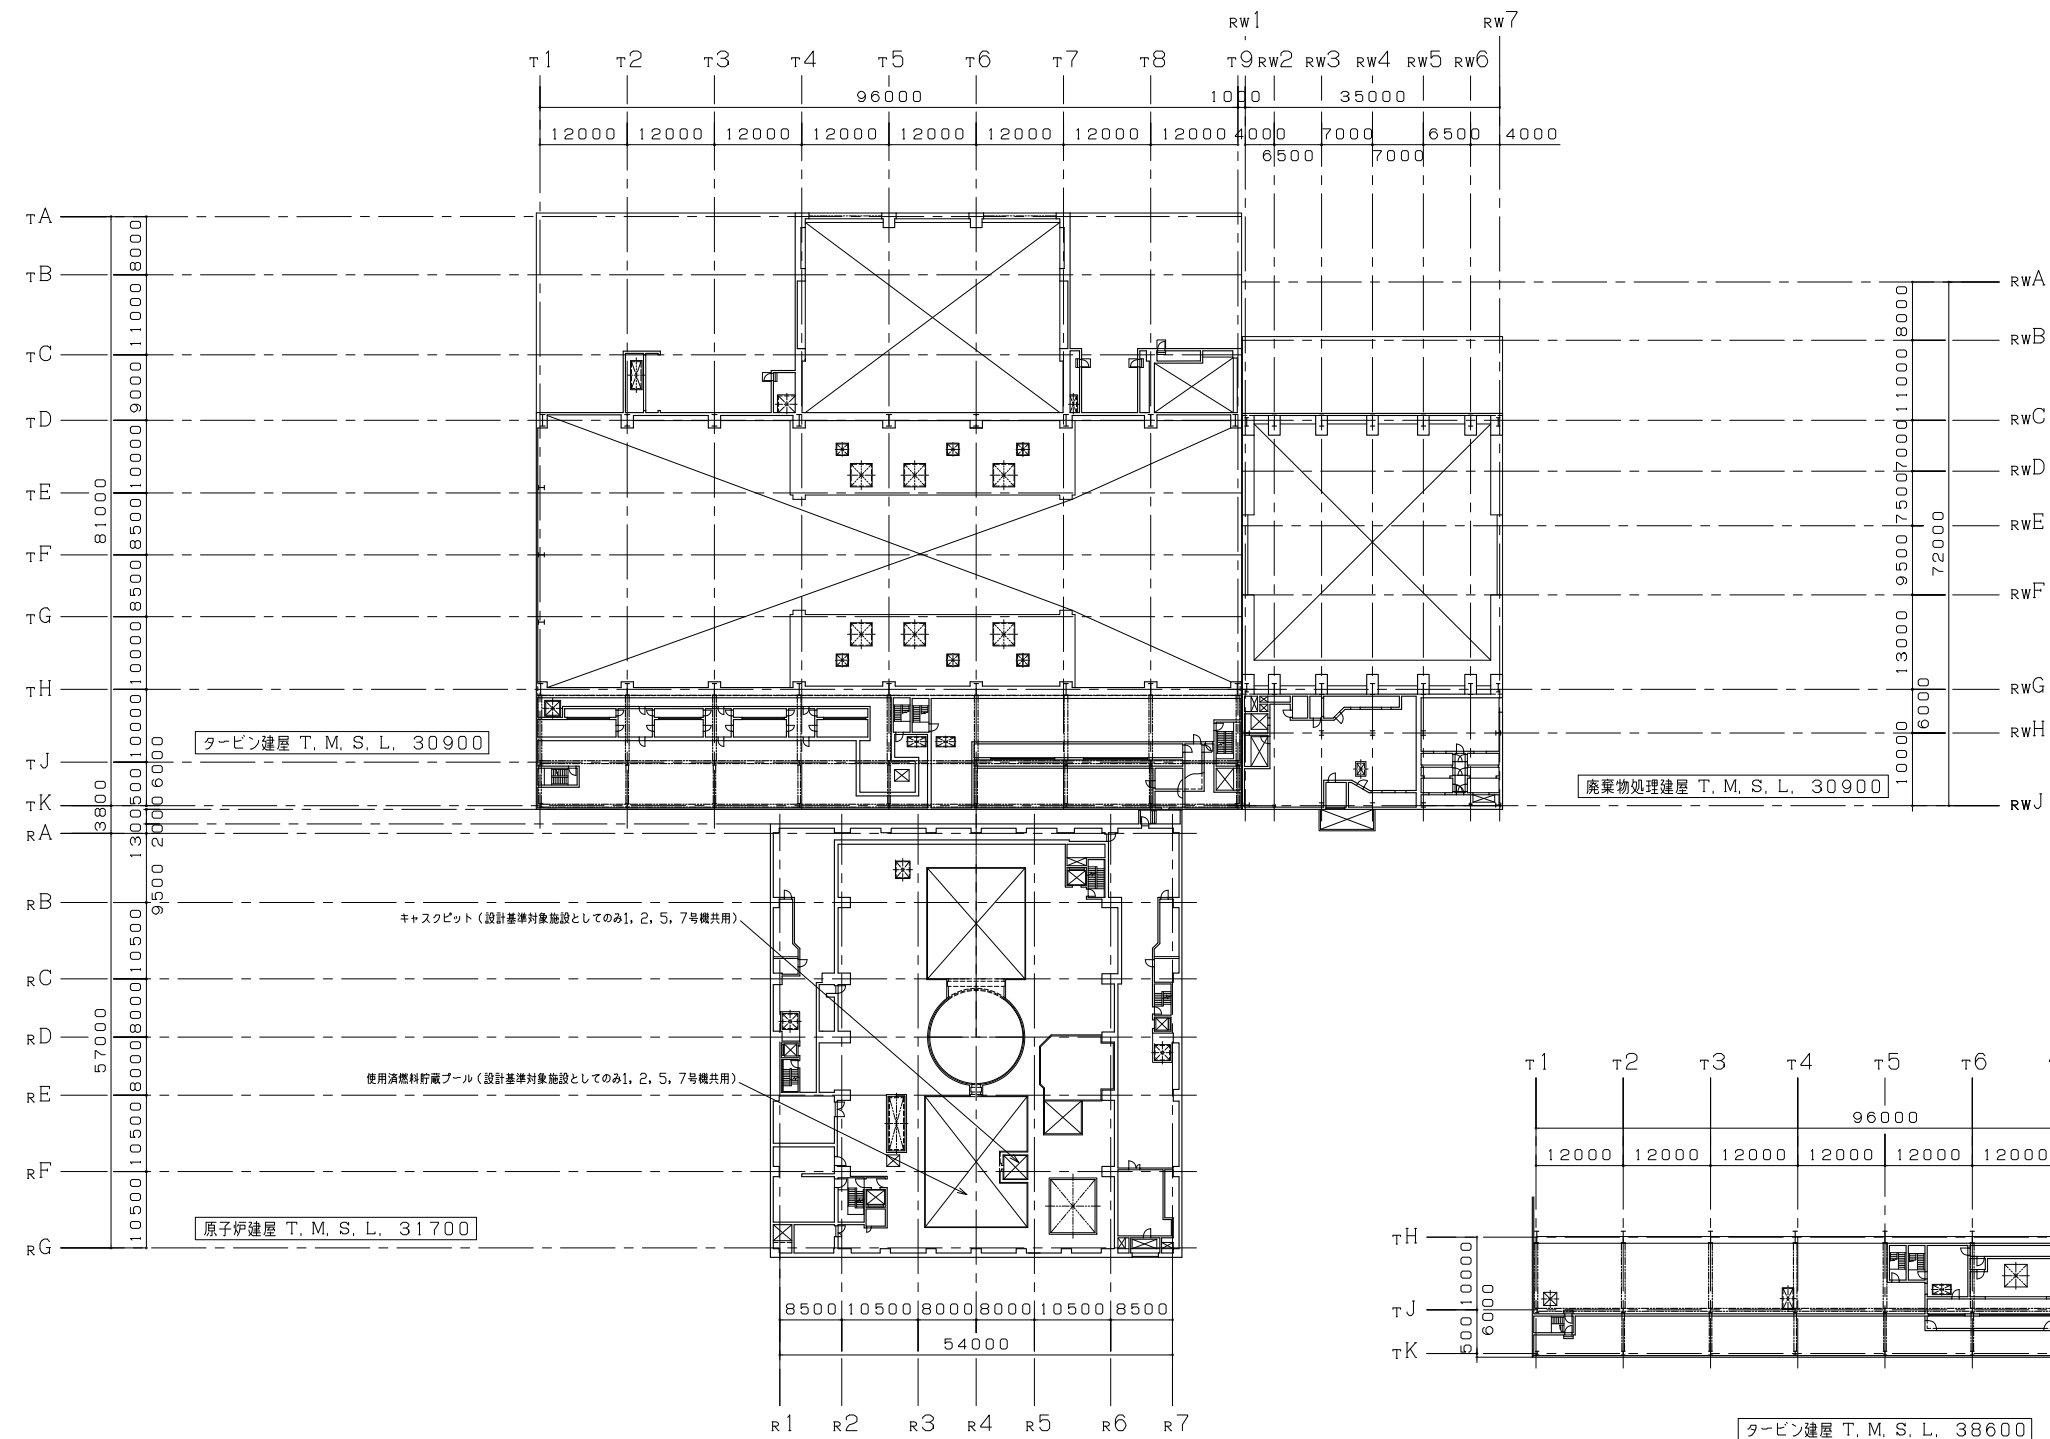 RW1 RW7
T1 T2 T3 T4 T5 T6 T7 T8 T9 RW2 RW3 RW4 RW5 RW6
96000 1000 35000
12000 12000 12000 12000 12000 12000 12000 12000 4000 7000 6500 4000
6500 7000
TA
TB
TC
TD
TE
TF
TG
TH
TJ
TK
RA
RB
RC
RD
RE
RF
RG
8000
11000
9000
10000
8500
8500
10000
10000
6000
500
2000
1300
9500
10500
8000
8000
10500
10500
81000
3800
57000
RWA
RWB
RWC
RWD
RWE
RWF
RWG
RWH
RWJ
8000
11000
7000
7500
9500
13000
6000
10000
72000
タービン建屋 T. M. S. L. 30900
廃棄物処理建屋 T. M. S. L. 30900
キャスクピット(設計基準対象施設としてのみ1, 2, 5, 7号機共用)
使用済燃料貯蔵プール(設計基準対象施設としてのみ1, 2, 5, 7号機共用)
原子炉建屋 T. M. S. L. 31700
8500 10500 8000 8000 10500 8500
54000
R1 R2 R3 R4 R5 R6 R7
T1 T2 T3 T4 T5 T6
96000
12000 12000 12000 12000 12000 12000
TH
TJ
TK
10000
6000
500
タービン建屋 T. M. S. L. 38600